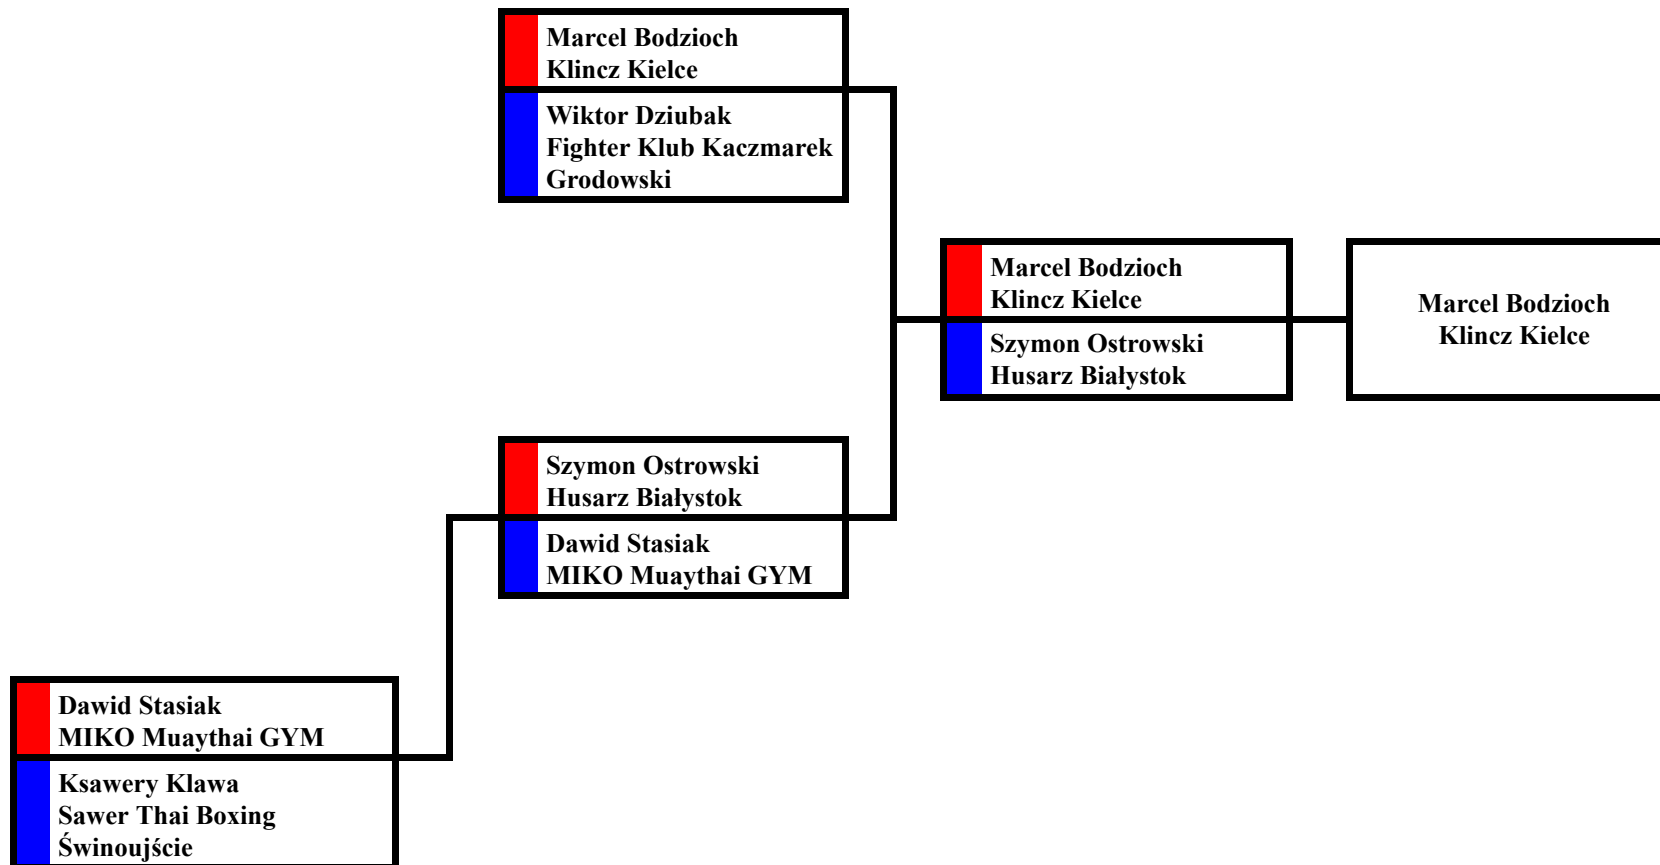 Marcel Bodzioch
Klincz Kielce
Wiktor Dziubak
Fighter Klub Kaczmarek
Grodowski
Marcel Bodzioch
Klincz Kielce
Szymon Ostrowski
Husarz Białystok
Marcel Bodzioch
Klincz Kielce
Szymon Ostrowski
Husarz Białystok
Dawid Stasiak
MIKO Muaythai GYM
Dawid Stasiak
MIKO Muaythai GYM
Ksawery Klawa
Sawer Thai Boxing
Świnoujście